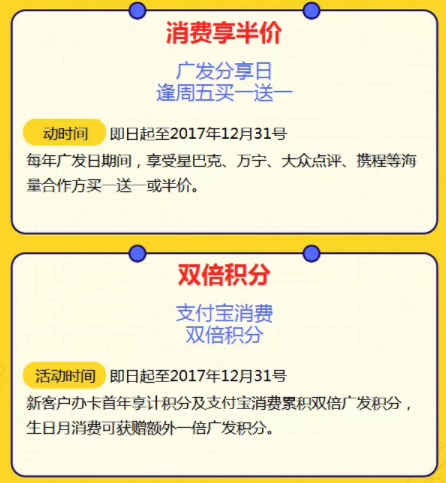 消费享半价
广发分享日
逢周五买一送一
动时间 即日起至2017年12月31号
每年广发日期间，享受星巴克、万宁、大众点评、携程等海
量合作方买一送一或半价。
双倍积分
支付宝消费
双倍积分
活动时间 即日起至2017年12月31号
新客户办卡首年享计积分及支付宝消费累积双倍广发积分，
生日月消费可获赠额外一倍广发积分。